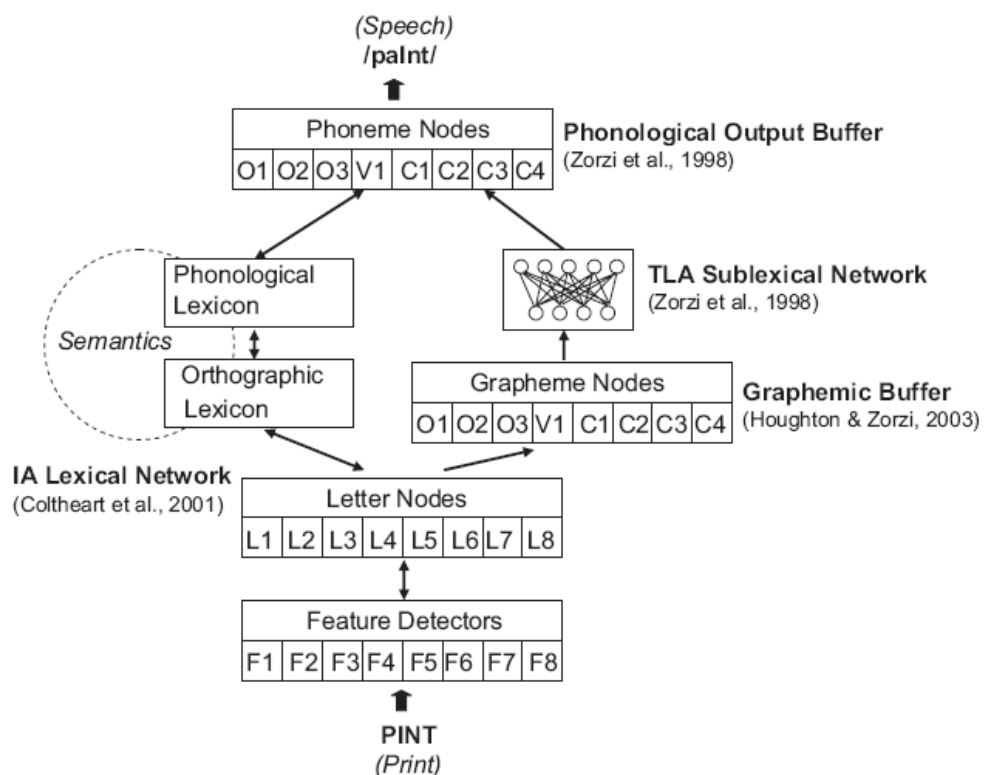 (Speech)
/paInt/
Phoneme Nodes
O1 O2 O3 V1 C1 C2 C3 C4
Phonological Output Buffer
(Zorzi et al., 1998)
Phonological
Lexicon
Semantics
Orthographic
Lexicon
TLA Sublexical Network
(Zorzi et al., 1998)
Grapheme Nodes
O1 O2 O3 V1 C1 C2 C3 C4
Graphemic Buffer
(Houghton & Zorzi, 2003)
IA Lexical Network
(Coltheart et al., 2001)
Letter Nodes
L1 L2 L3 L4 L5 L6 L7 L8
Feature Detectors
F1 F2 F3 F4 F5 F6 F7 F8
PINT
(Print)